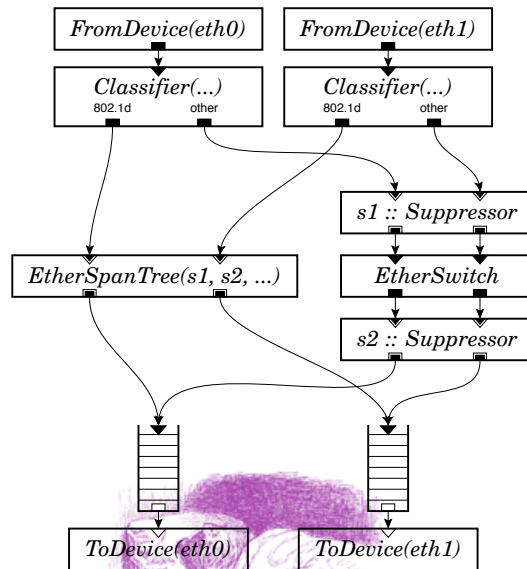 FromDevice(eth0) FromDevice(eth1)
Classifier(...) Classifier(...)
802.1d other 802.1d other
s1 :: Suppressor
EtherSpanTree(s1, s2, ...) EtherSwitch
s2 :: Suppressor
ToDevice(eth0) ToDevice(eth1)